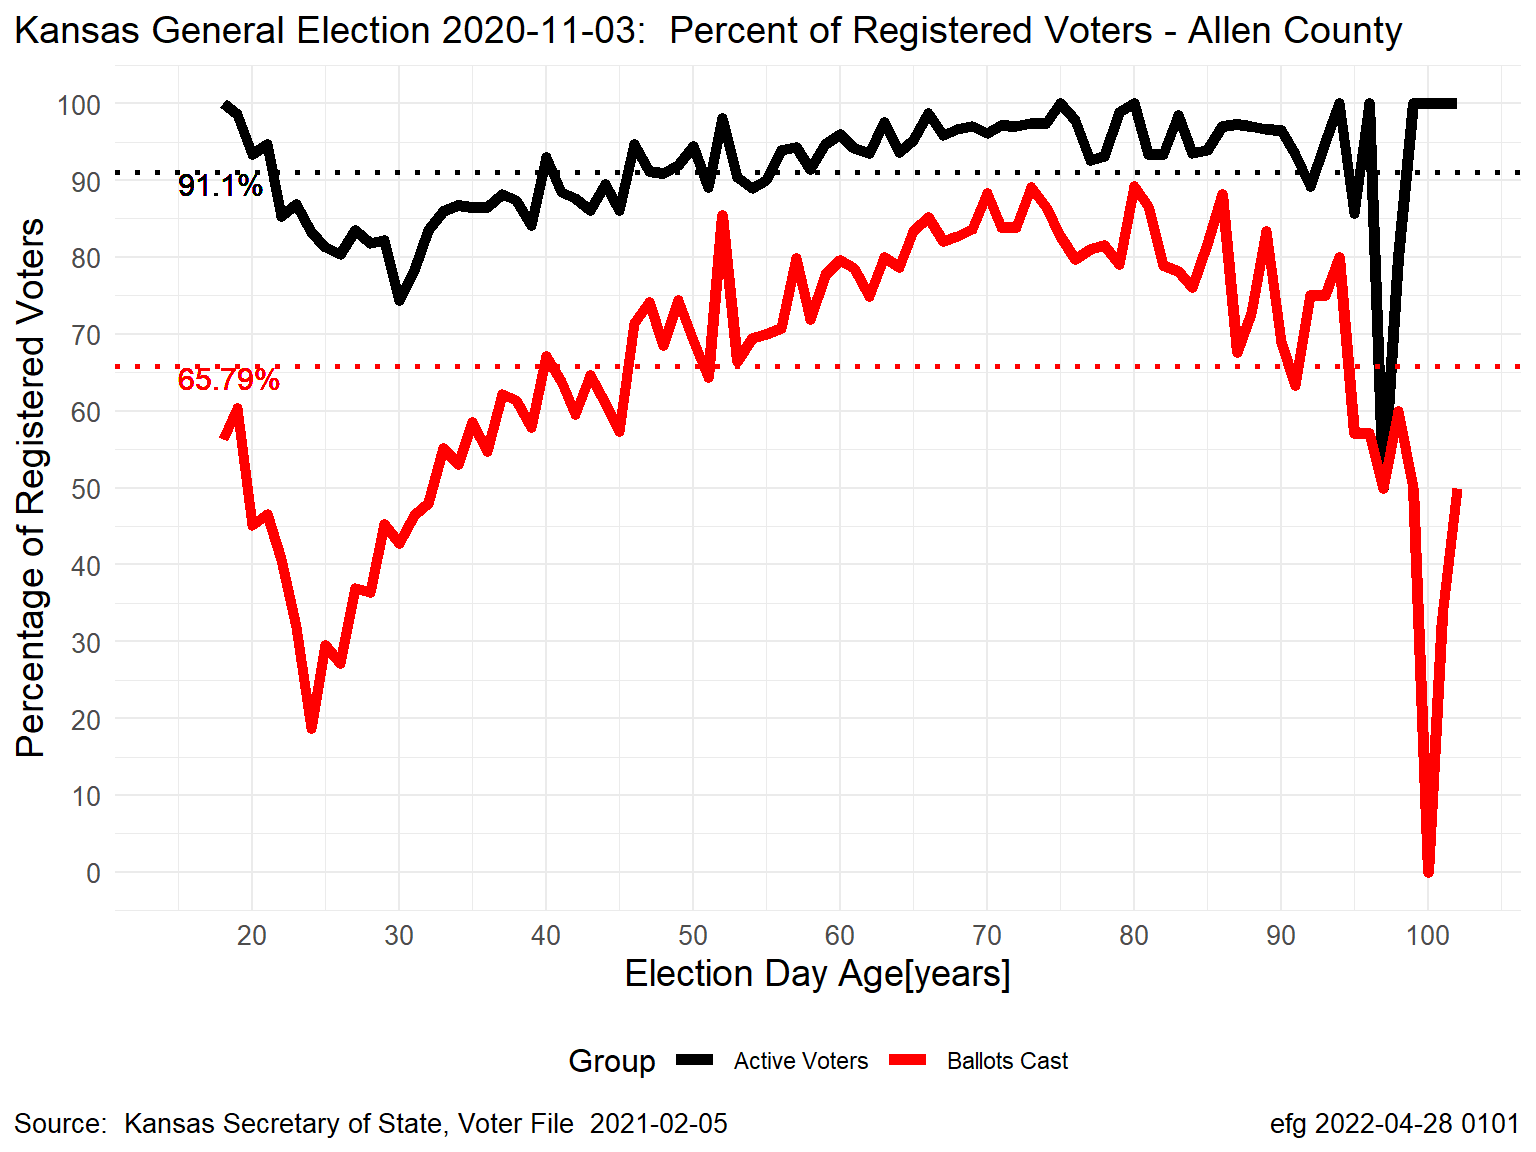 Kansas General Election 2020-11-03:  Percent of Registered Voters - Allen County
Percentage of Registered Voters
100
90
80
70
60
50
40
30
20
10
0
91.1%
65.79%
20 30 40 50 60 70 80 90 100
Election Day Age[years]
Group Active Voters Ballots Cast
Source:  Kansas Secretary of State, Voter File  2021-02-05
efg 2022-04-28 0101